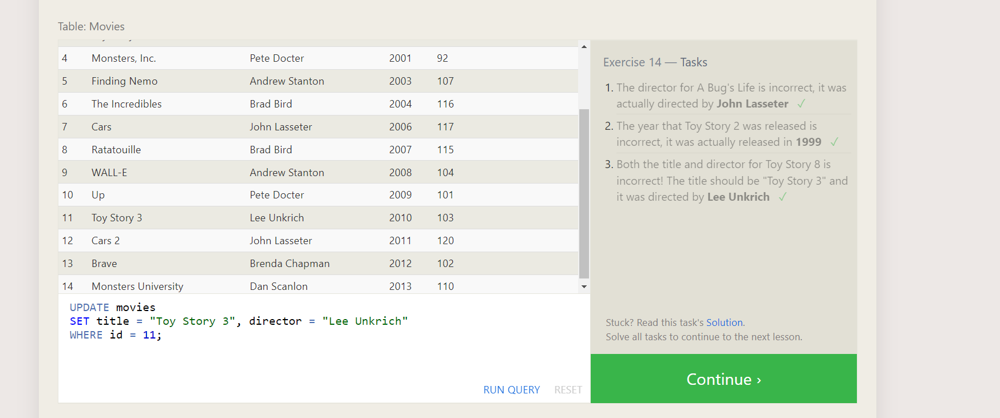 Table: Movies
4 Monsters, Inc. Pete Docter 2001 92
5 Finding Nemo Andrew Stanton 2003 107
6 The Incredibles Brad Bird 2004 116
7 Cars John Lasseter 2006 117
8 Ratatouille Brad Bird 2007 115
9 WALL-E Andrew Stanton 2008 104
10 Up Pete Docter 2009 101
11 Toy Story 3 Lee Unkrich 2010 103
12 Cars 2 John Lasseter 2011 120
13 Brave Brenda Chapman 2012 102
14 Monsters University Dan Scanlon 2013 110
UPDATE movies
SET title = "Toy Story 3", director = "Lee Unkrich"
WHERE id = 11;
RUN QUERY RESET
Exercise 14 — Tasks
1. The director for A Bug's Life is incorrect, it was
actually directed by John Lasseter ✓
2. The year that Toy Story 2 was released is
incorrect, it was actually released in 1999 ✓
3. Both the title and director for Toy Story 8 is
incorrect! The title should be "Toy Story 3" and
it was directed by Lee Unkrich ✓
Stuck? Read this task's Solution.
Solve all tasks to continue to the next lesson.
Continue ›